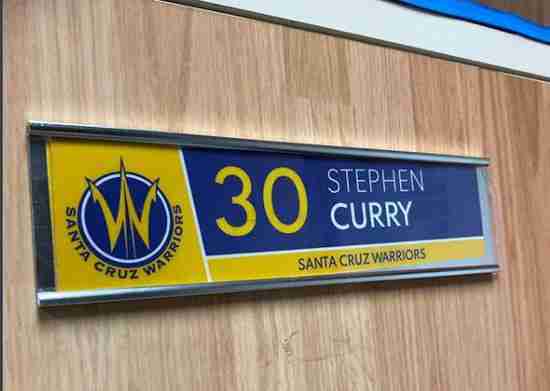 SANTA CRUZ WARRIORS
30
STEPHEN
CURRY
SANTA CRUZ WARRIORS